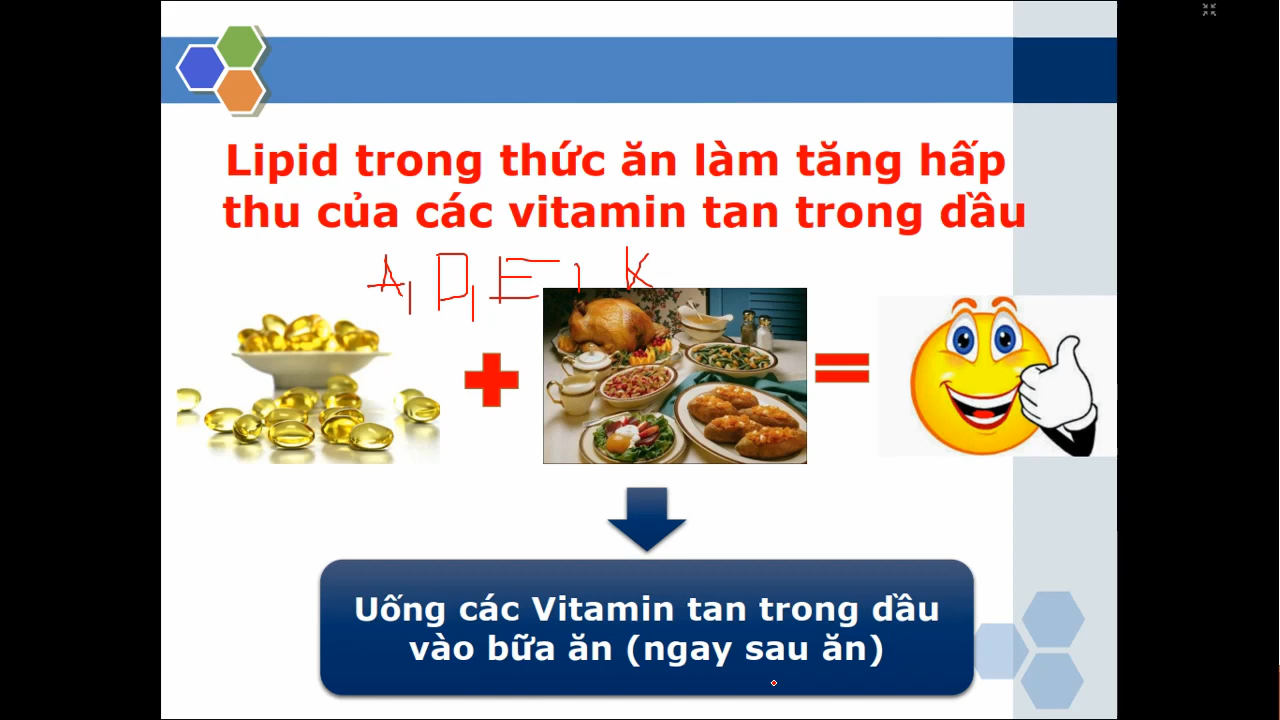 Lipid trong thức ăn làm tăng hấp
thu của các vitamin tan trong dầu
A, D, E, K
Uống các Vitamin tan trong dầu
vào bữa ăn (ngay sau ăn)